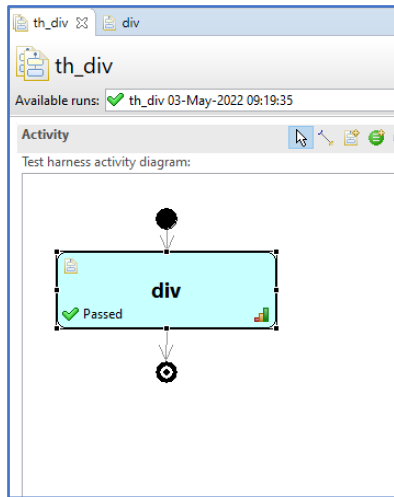 th_div div
th_div
Available runs: th_div 03-May-2022 09:19:35
Activity
Test harness activity diagram:
div
Passed